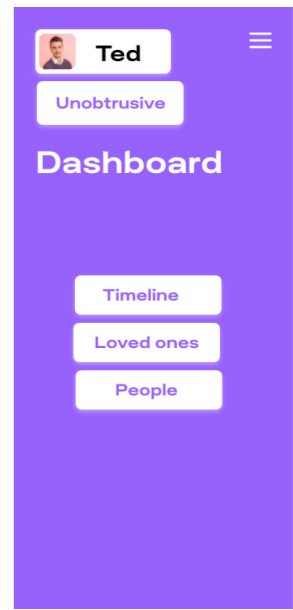 Ted
Unobtrusive
Dashboard
Timeline
Loved ones
People